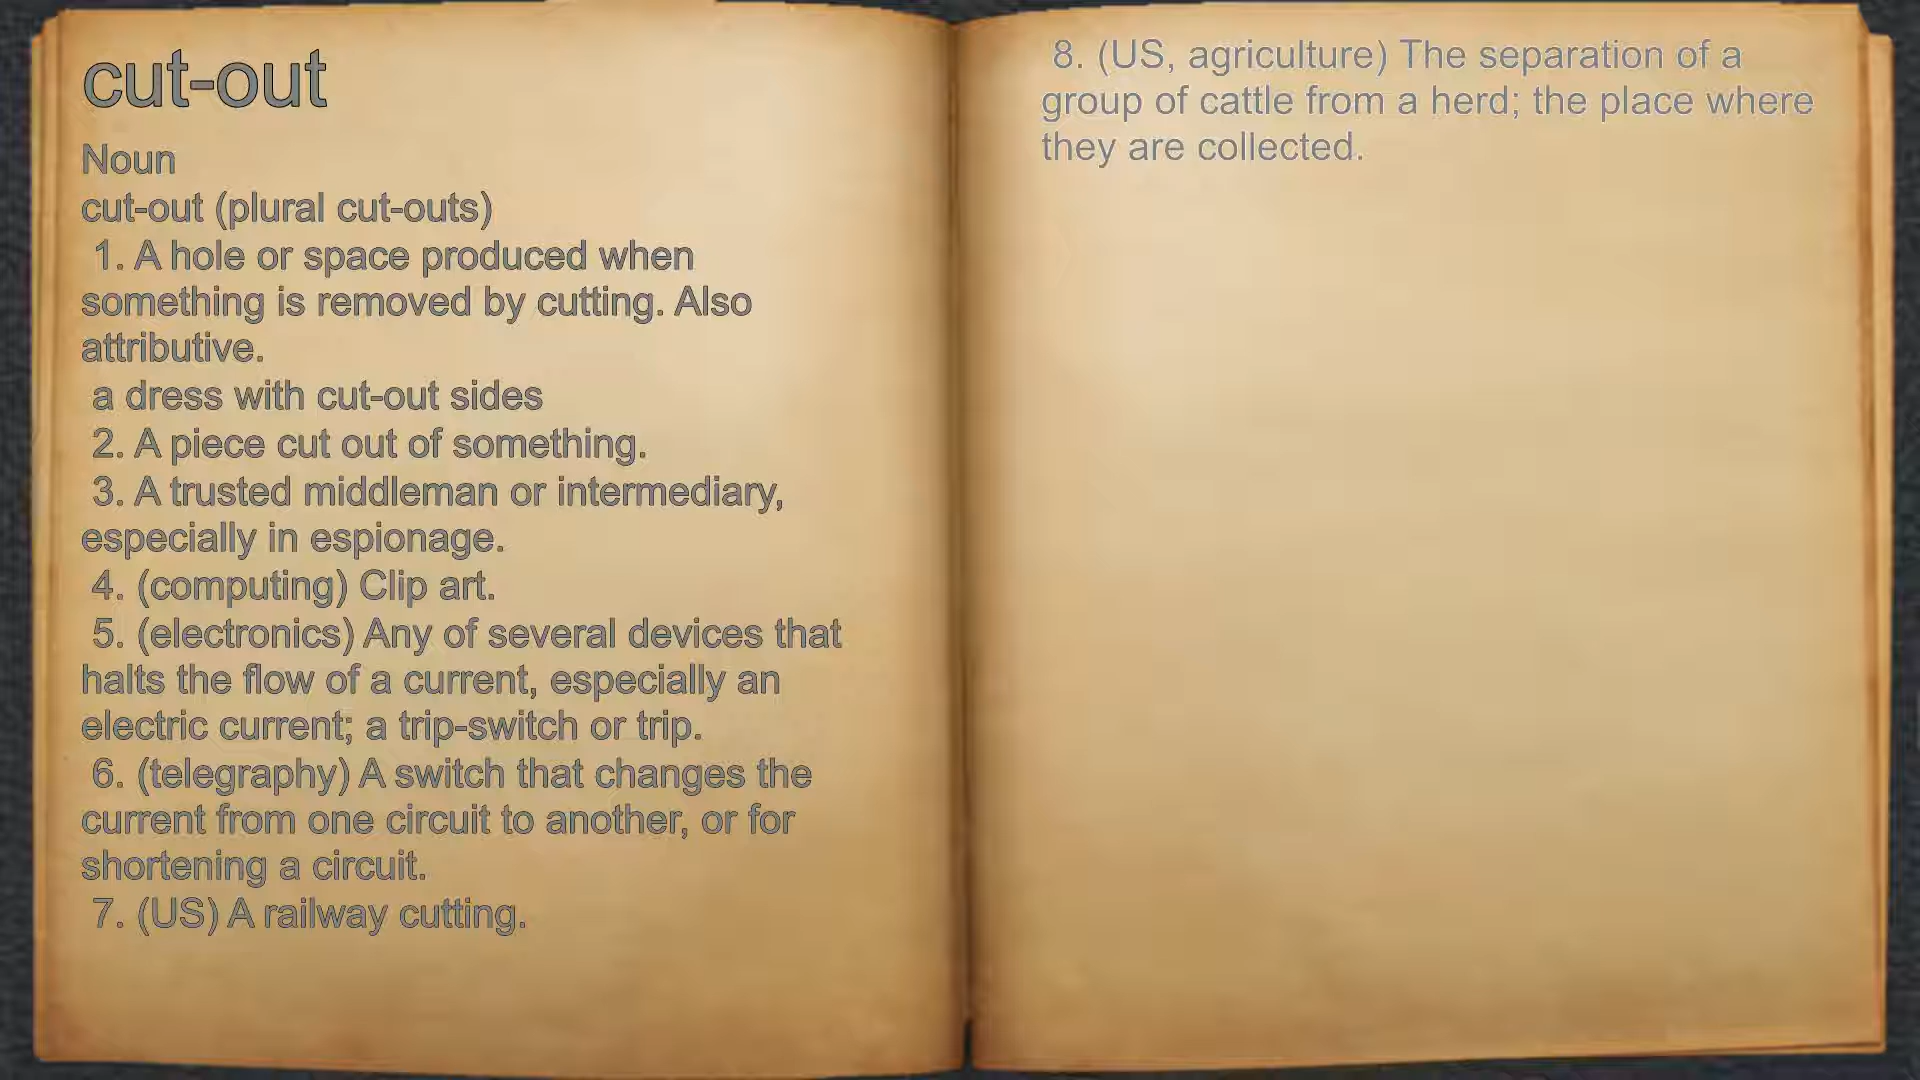 cut-out
Noun
cut-out (plural cut-outs)
1. A hole or space produced when
something is removed by cutting. Also
attributive.
a dress with cut-out sides
2. A piece cut out of something.
3. A trusted middleman or intermediary,
especially in espionage.
4. (computing) Clip art.
5. (electronics) Any of several devices that
halts the flow of a current, especially an
electric current; a trip-switch or trip.
6. (telegraphy) A switch that changes the
current from one circuit to another, or for
shortening a circuit.
7. (US) A railway cutting.
8. (US, agriculture) The separation of a
group of cattle from a herd; the place where
they are collected.